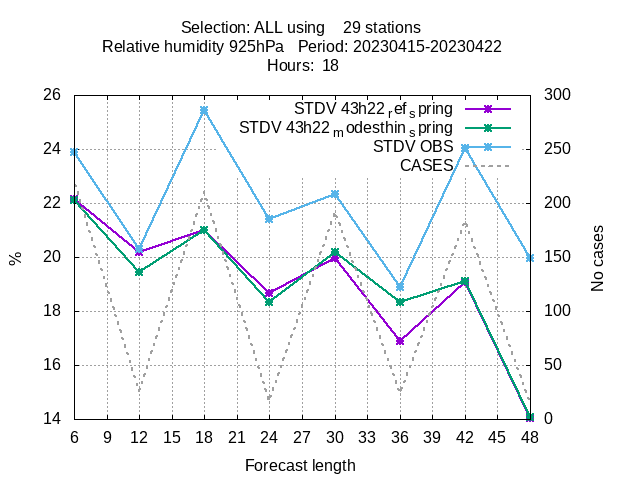 Selection: ALL using    29 stations
Relative humidity 925hPa   Period: 20230415-20230422
Hours:  18
26
24
22
20
18
16
14
%
STDV 43h22_ref_spring
STDV 43h22_modesthin_spring
STDV OBS
CASES
300
250
200
150
100
50
0
No cases
6 9 12 15 18 21 24 27 30 33 36 39 42 45 48
Forecast length